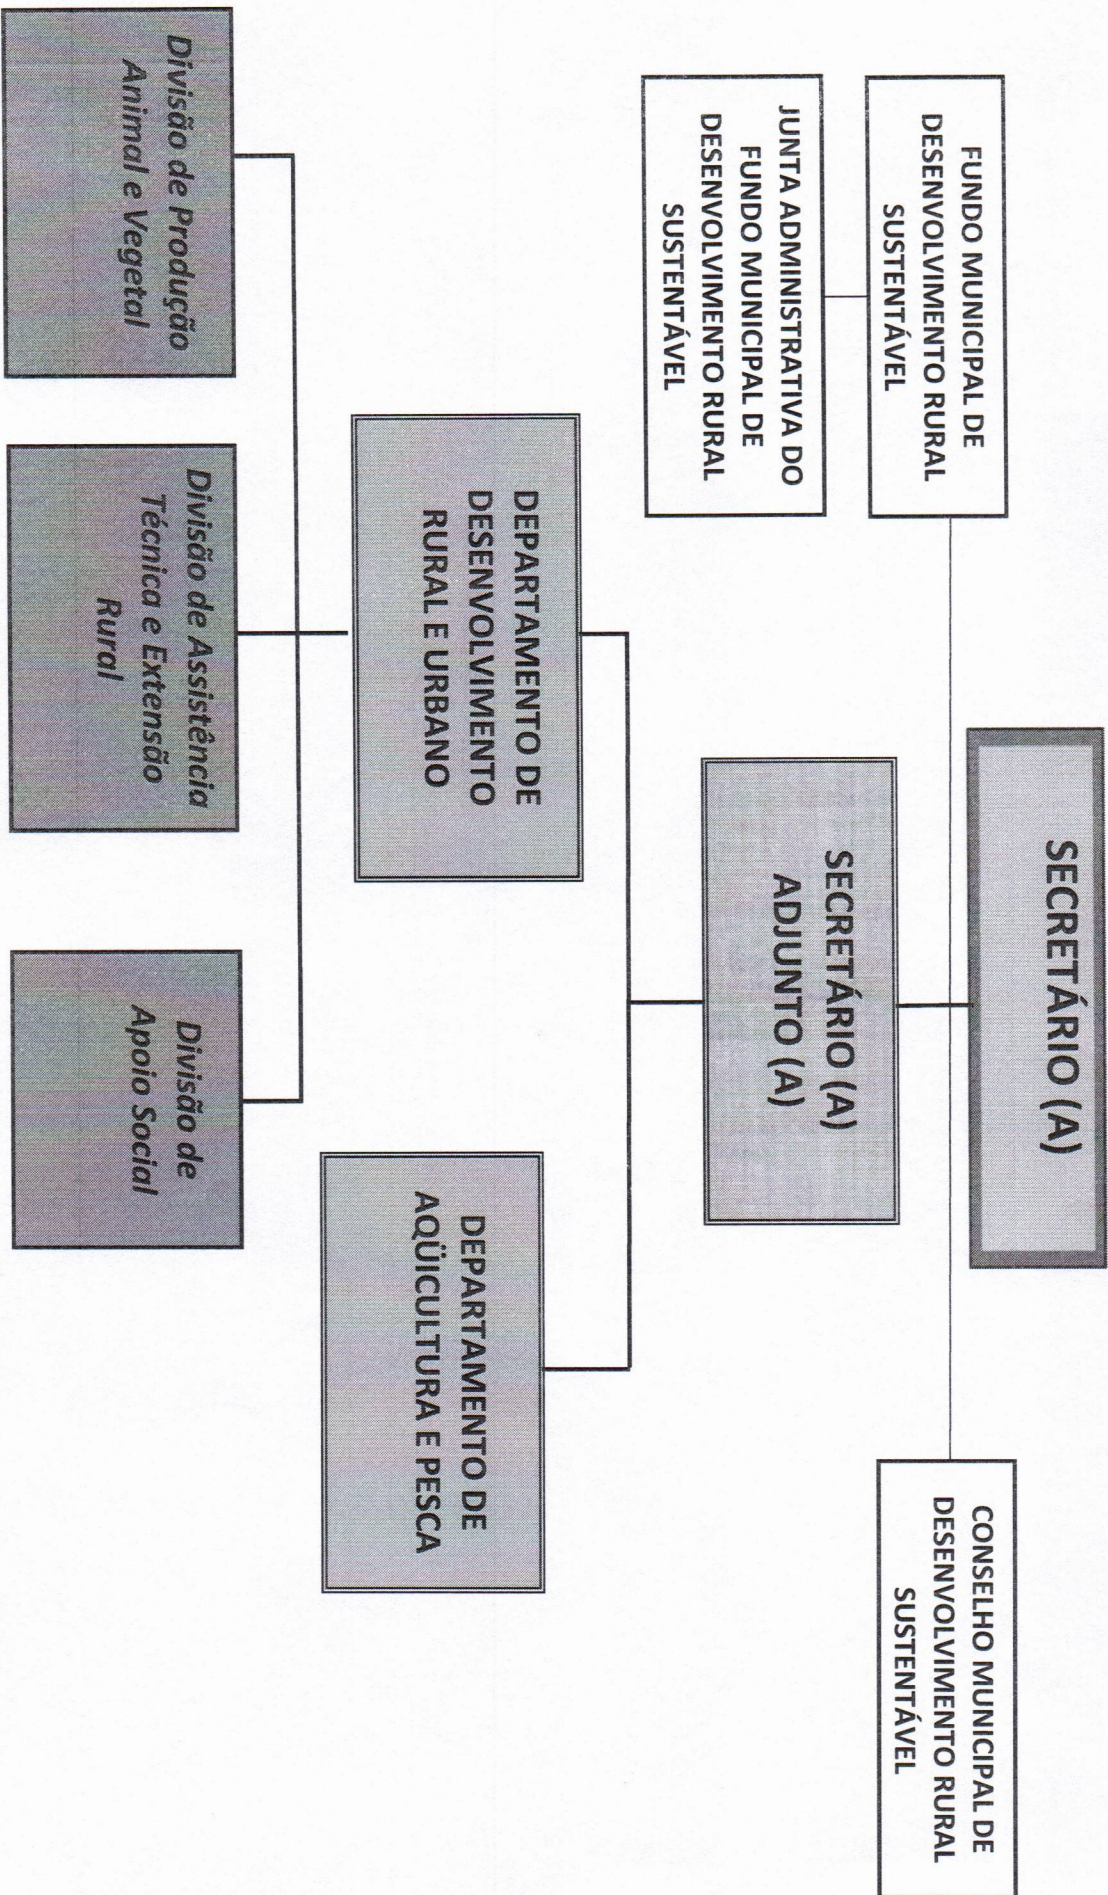 SECRETÁRIO (A)
FUNDO MUNICIPAL DE
DESENVOLVIMENTO RURAL
SUSTENTÁVEL
CONSELHO MUNICIPAL DE
DESENVOLVIMENTO RURAL
SUSTENTÁVEL
JUNTA ADMINISTRATIVA DO
FUNDO MUNICIPAL DE
DESENVOLVIMENTO RURAL
SUSTENTÁVEL
SECRETÁRIO (A)
ADJUNTO (A)
DEPARTAMENTO DE
DESENVOLVIMENTO
RURAL E URBANO
DEPARTAMENTO DE
AQÜICULTURA E PESCA
Divisão de Produção
Animal e Vegetal
Divisão de Assistência
Técnica e Extensão
Rural
Divisão de
Apoio Social